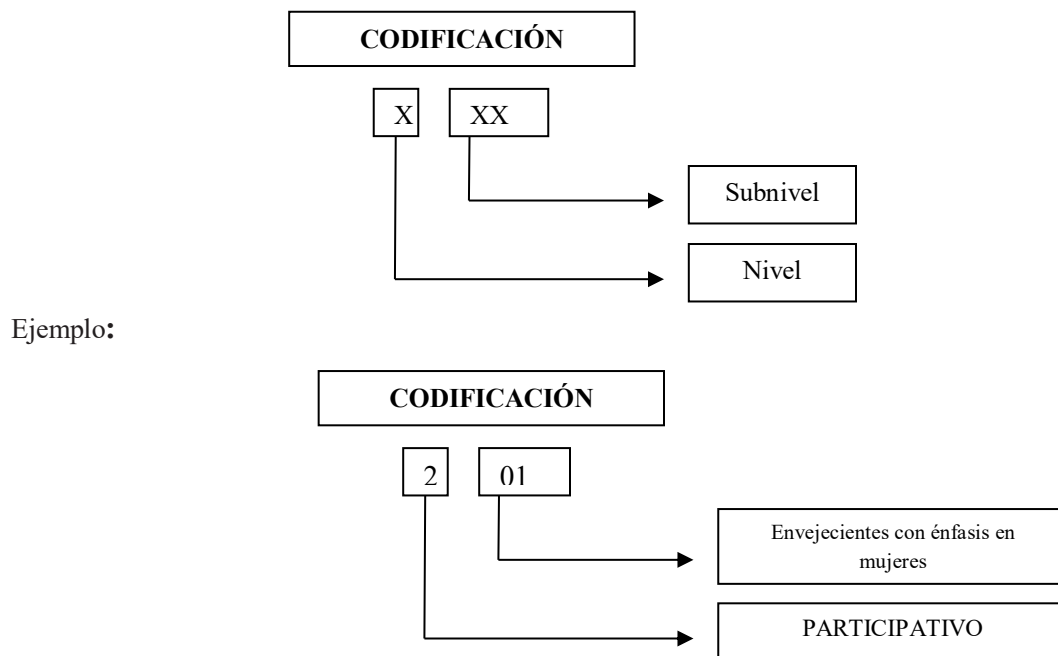 CODIFICACIÓN
X XX
Subnivel
Nivel
Ejemplo:
CODIFICACIÓN
2 01
Envejecientes con énfasis en
mujeres
PARTICIPATIVO